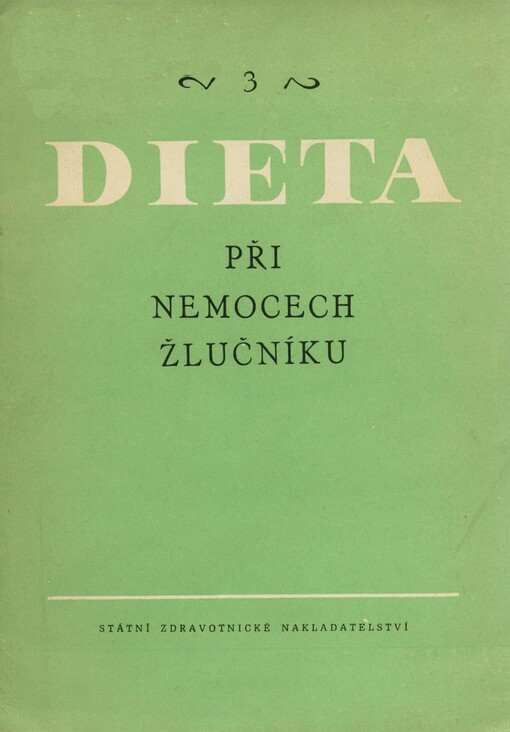 3
DIETA
PŘI
NEMOCECH
ŽLUČNÍKU
STÁTNÍ ZDRAVOTNICKÉ NAKLADATELSTVÍ